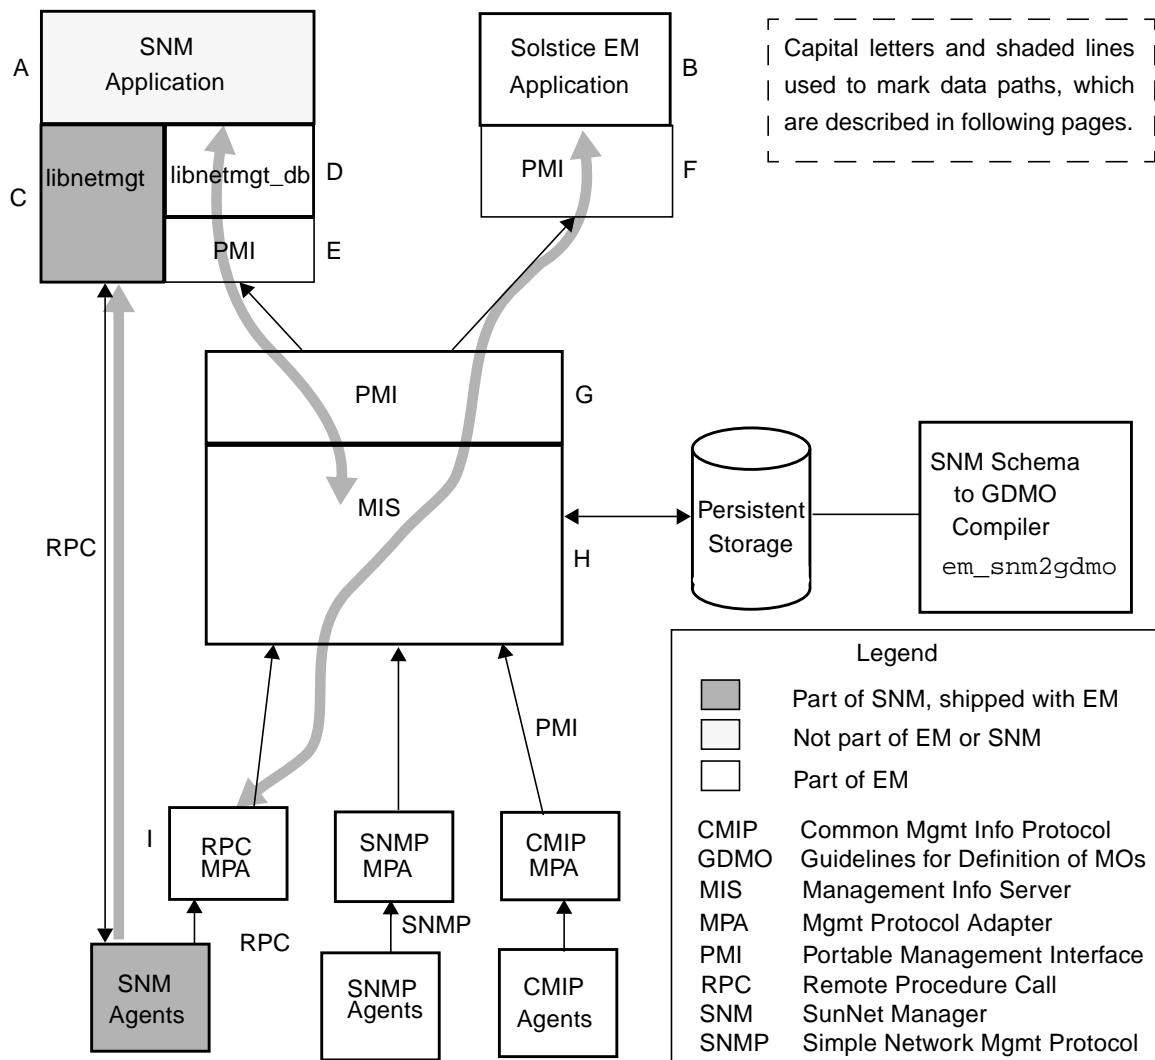 SNM
Application
A
Solstice EM
Application
B
Capital letters and shaded lines
used to mark data paths, which
are described in following pages.
libnetmgt
C
libnetmgt_db
D
PMI
E
PMI
F
PMI
G
MIS
H
RPC
Persistent
Storage
SNM Schema
to GDMO
Compiler
em_snm2gdmo
PMI
I
RPC
MPA
SNMP
MPA
CMIP
MPA
RPC
SNMP
SNM
Agents
SNMP
Agents
CMIP
Agents
Legend
Part of SNM, shipped with EM
Not part of EM or SNM
Part of EM
CMIP Common Mgmt Info Protocol
GDMO Guidelines for Definition of MOs
MIS Management Info Server
MPA Mgmt Protocol Adapter
PMI Portable Management Interface
RPC Remote Procedure Call
SNM SunNet Manager
SNMP Simple Network Mgmt Protocol